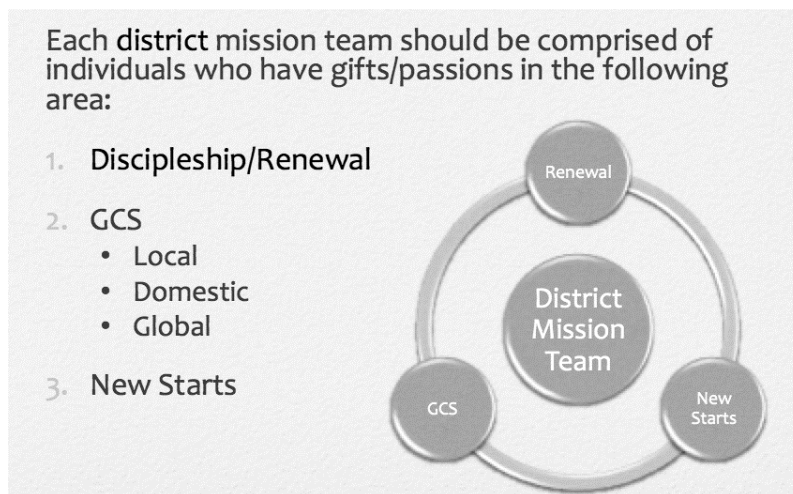 Each district mission team should be comprised of
individuals who have gifts/passions in the following
area:
1. Discipleship/Renewal
2. GCS
• Local
• Domestic
• Global
3. New Starts
Renewal
District
Mission
Team
GCS
New
Starts